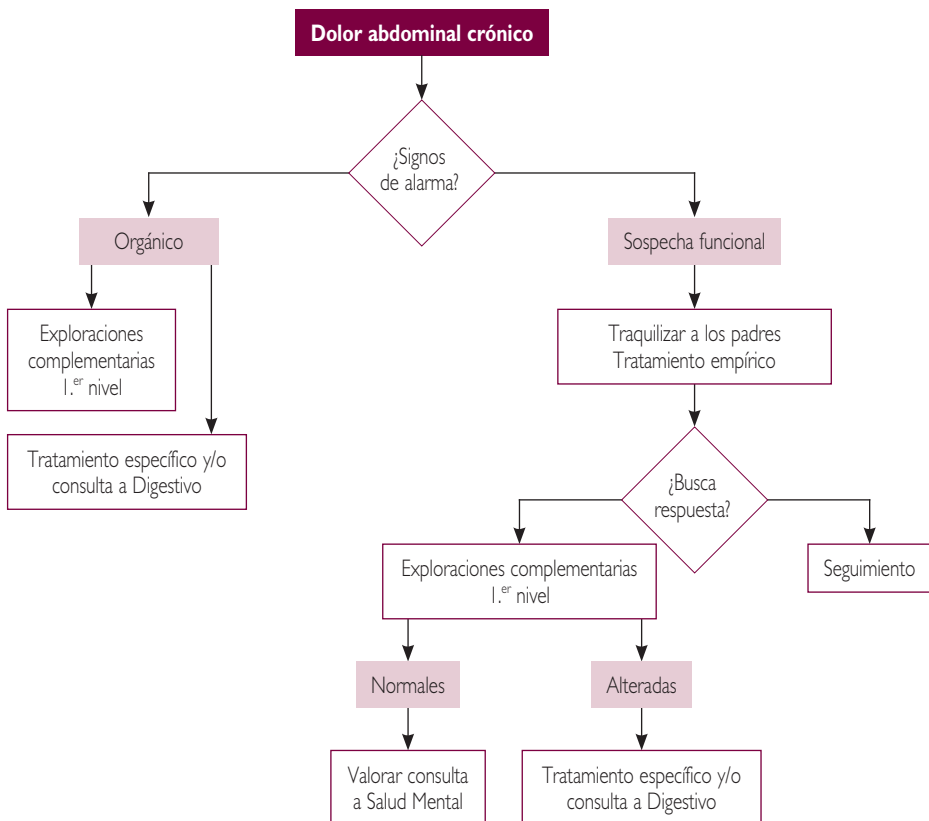 Dolor abdominal crónico
¿Signos
de alarma?
Orgánico
Sospecha funcional
Exploraciones
complementarias
1.er nivel
Traquilizar a los padres
Tratamiento empírico
Tratamiento específico y/o
consulta a Digestivo
¿Busca
respuesta?
Exploraciones complementarias
1.er nivel
Seguimiento
Normales
Alteradas
Valorar consulta
a Salud Mental
Tratamiento específico y/o
consulta a Digestivo